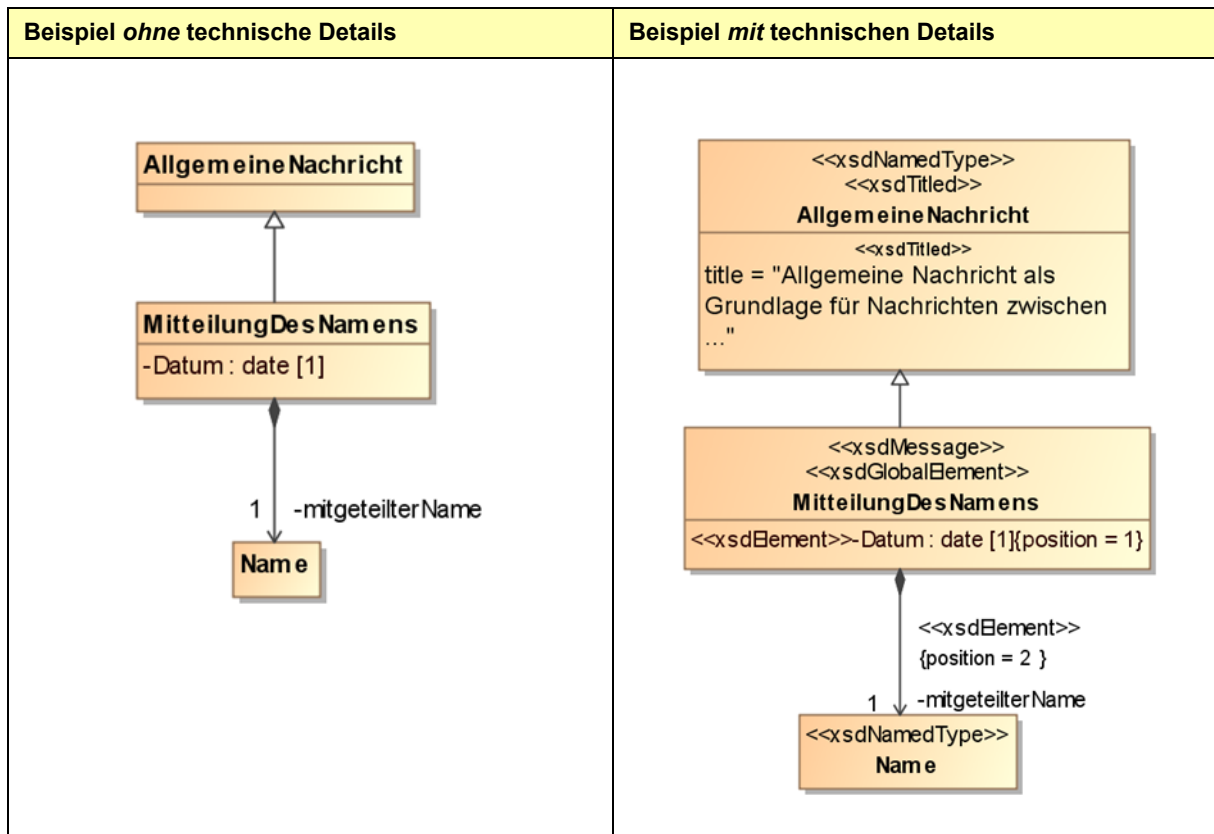 Beispiel ohne technische Details
Beispiel mit technischen Details
AllgemeineNachricht
MitteilungDesNamens
-Datum : date [1]
1 -mitgeteilterName
Name
<<xsdNamedType>>
<<xsdTitled>>
AllgemeineNachricht
<<xsdTitled>>
title = "Allgemeine Nachricht als
Grundlage für Nachrichten zwischen
..."
<<xsdMessage>>
<<xsdGlobalElement>>
MitteilungDesNamens
<<xsdElement>>-Datum : date [1]{position = 1}
<<xsdElement>>
{position = 2 }
1 -mitgeteilterName
<<xsdNamedType>>
Name